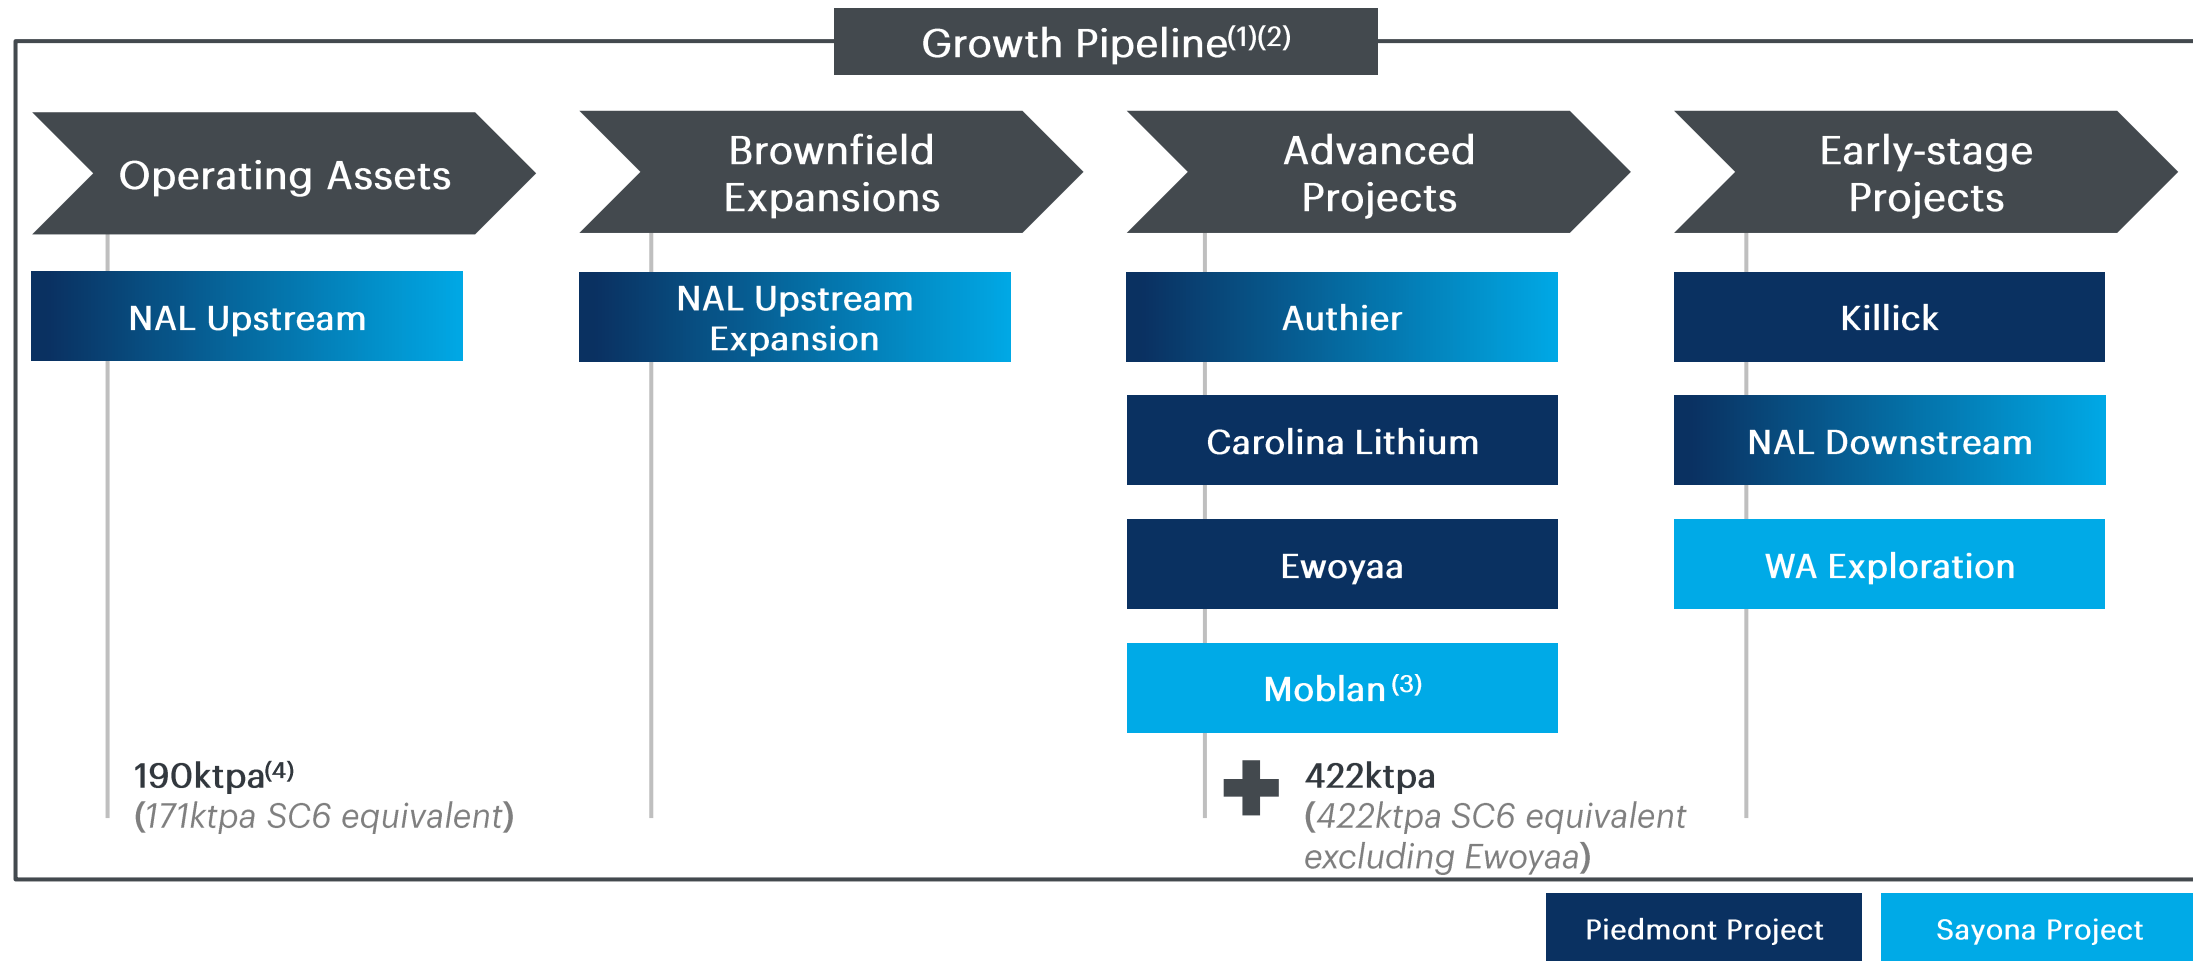 Growth Pipeline(1)(2)
Operating Assets
Brownfield
Expansions
Advanced
Projects
Early-stage
Projects
NAL Upstream
NAL Upstream
Expansion
Authier
Carolina Lithium
Ewoyaa
Moblan (3)
Killick
NAL Downstream
WA Exploration
190ktpa(4)
(171ktpa SC6 equivalent)
422ktpa
(422ktpa SC6 equivalent
excluding Ewoyaa)
Piedmont Project
Sayona Project